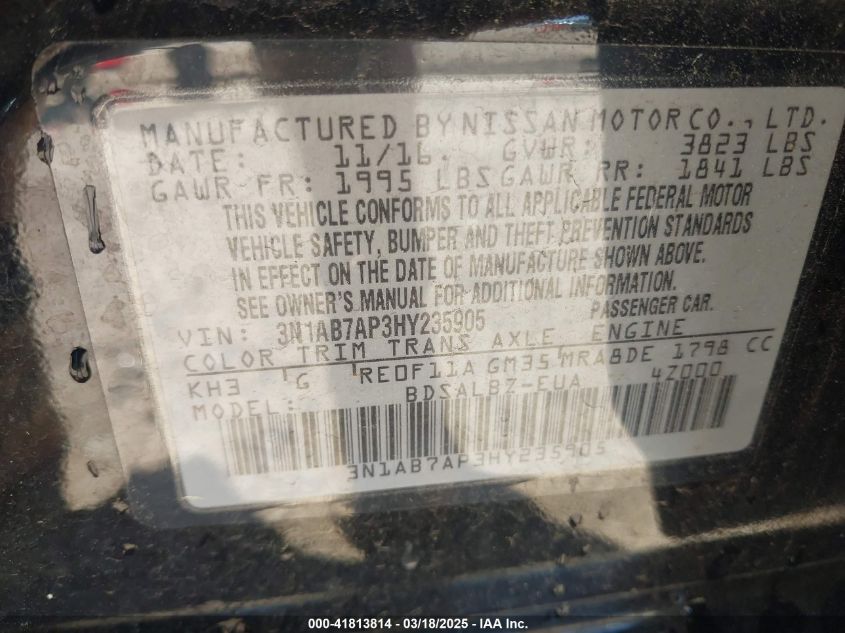 MANUFACTURED BY NISSAN MOTOR CO., LTD.
DATE: 11/16. GVWR: 3823 LBS
GAWR FR: 1995 LBS GAWR RR: 1841 LBS
THIS VEHICLE CONFORMS TO ALL APPLICABLE FEDERAL MOTOR
VEHICLE SAFETY, BUMPER AND THEFT PREVENTION STANDARDS
IN EFFECT ON THE DATE OF MANUFACTURE SHOWN ABOVE.
SEE OWNER'S MANUAL FOR ADDITIONAL INFORMATION.
VIN: 3N1AB7AP3HY235905 PASSENGER CAR.
COLOR TRIM TRANS AXLE ENGINE
KH3 G RE0F11A GM35 MRA8DE 1798 CC
MODEL: BDSALBZ-EUA 4Z000
3N1AB7AP3HY235905
000-41813814 - 03/18/2025 - IAA Inc.